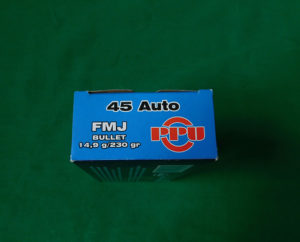 45 Auto
FMJ
BULLET
14,9 g/230 gr
PPU